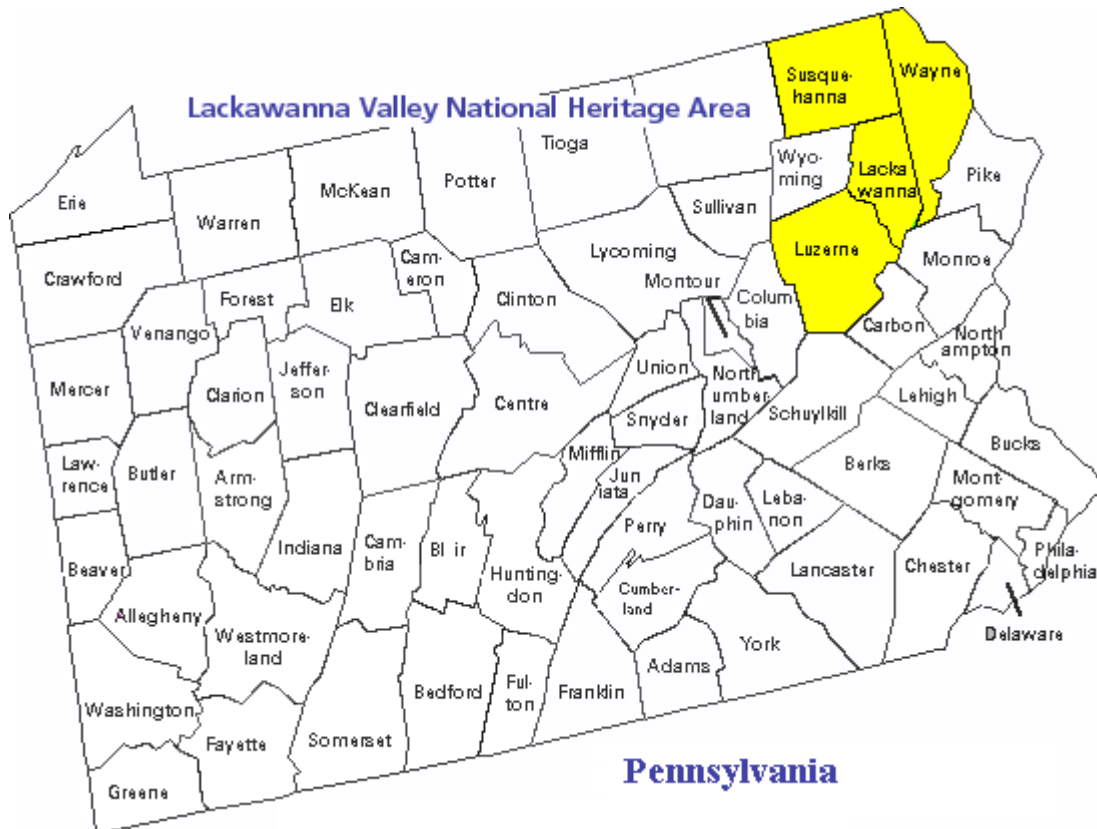 Lackawanna Valley National Heritage Area
Susque-
hanna
Wayne
Tioga
Wyo-
ming
Lacka
wanna
Pike
Erie
Warren
McKean
Potter
Sullivan
Crawford
Forest
Elk
Cam-
eron
Clinton
Lycoming
Montour
Luzerne
Monroe
Venango
Colum
bia
Carbon
North
ampton
Mercer
Clarion
Jeffer-
son
Clearfield
Centre
Union
North
umber-
land
Snyder
Schuylkill
Lehigh
Bucks
Law-
rence
Butler
Arm-
strong
Mifflin
Jun
iata
Berks
Mont-
gomery
Beaver
Indiana
Cam-
bria
Bl ir
Hunting-
don
Perry
Dau-
phin
Leba-
non
Lancaster
Chester
Phila-
delphia
Allegheny
Westmore-
land
Cumber-
land
York
Delaware
Washington
Fayette
Somerset
Bedford
Ful-
ton
Franklin
Adams
Greene
Pennsylvania